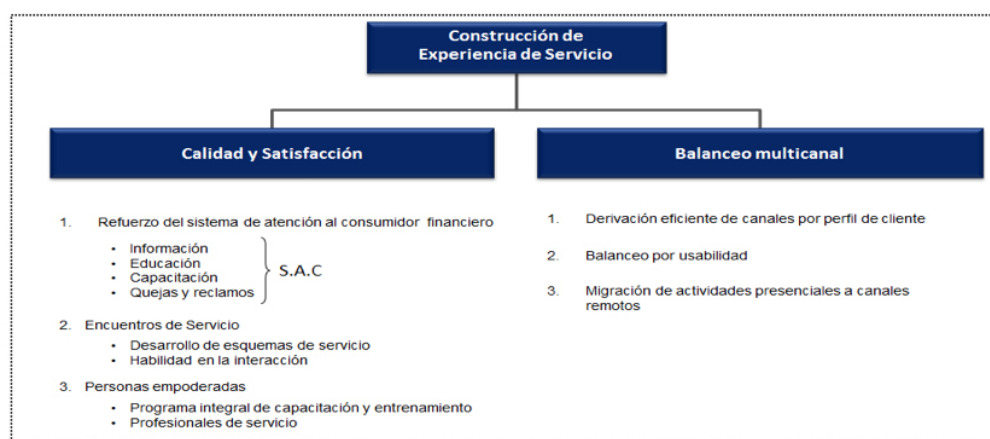 Construcción de
Experiencia de Servicio
Calidad y Satisfacción
1. Refuerzo del sistema de atención al consumidor financiero
• Información
• Educación
• Capacitación
• Quejas y reclamos
S.A.C
2. Encuentros de Servicio
• Desarrollo de esquemas de servicio
• Habilidad en la interacción
3. Personas empoderadas
• Programa integral de capacitación y entrenamiento
• Profesionales de servicio
Balanceo multicanal
1. Derivación eficiente de canales por perfil de cliente
2. Balanceo por usabilidad
3. Migración de actividades presenciales a canales
remotos